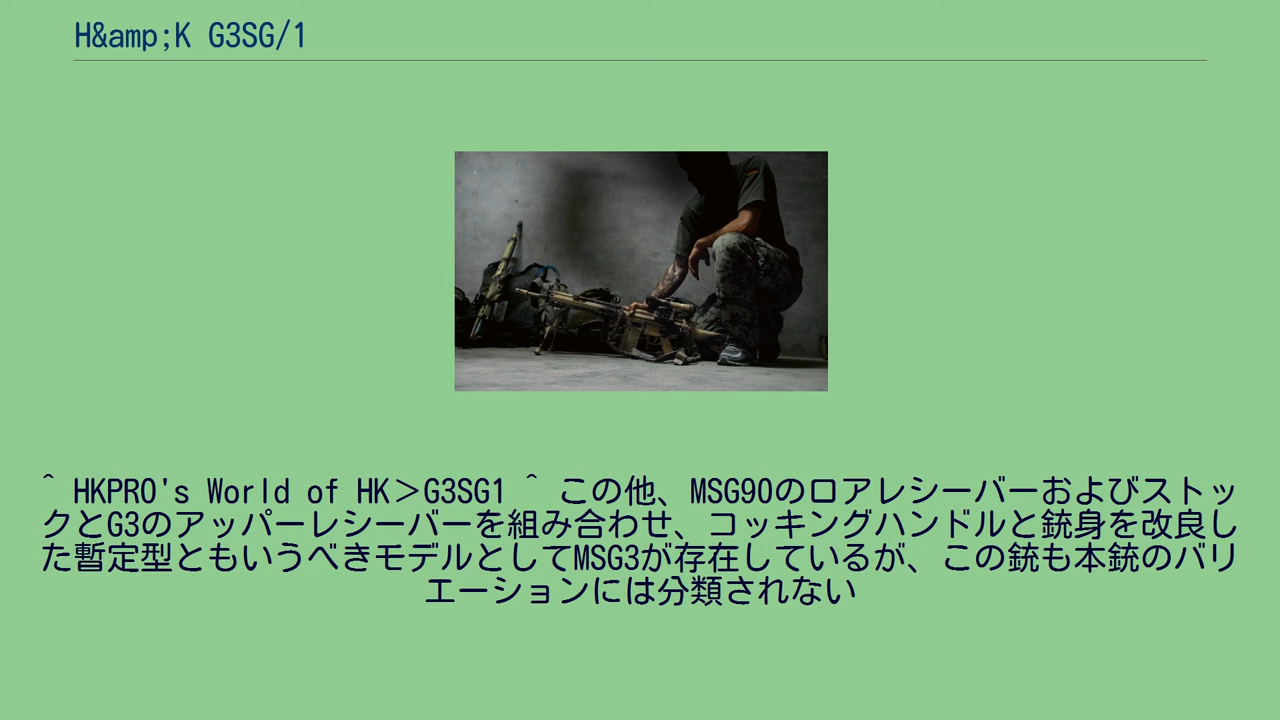 H&amp;K G3SG/1
^ HKPRO's World of HK＞G3SG1 ^ この他、MSG90のロアレシーバーおよびストッ
クとG3のアッパーレシーバーを組み合わせ、コッキングハンドルと銃身を改良し
た暫定型ともいうべきモデルとしてMSG3が存在しているが、この銃も本銃のバリ
エーションには分類されない